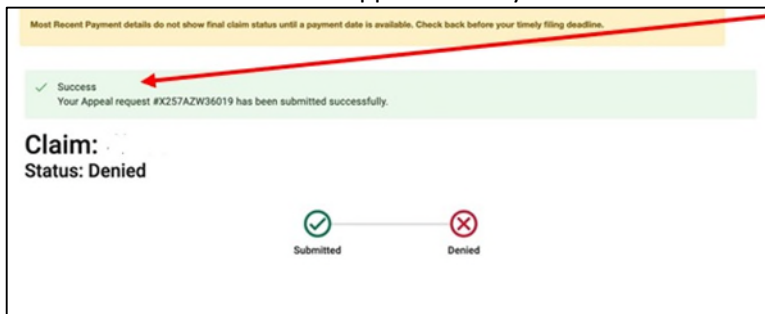 Most Recent Payment details do not show final claim status until a payment date is available. Check back before your timely filing deadline.
Success
Your Appeal request #X257AZW36019 has been submitted successfully.
Claim:
Status: Denied
Submitted Denied